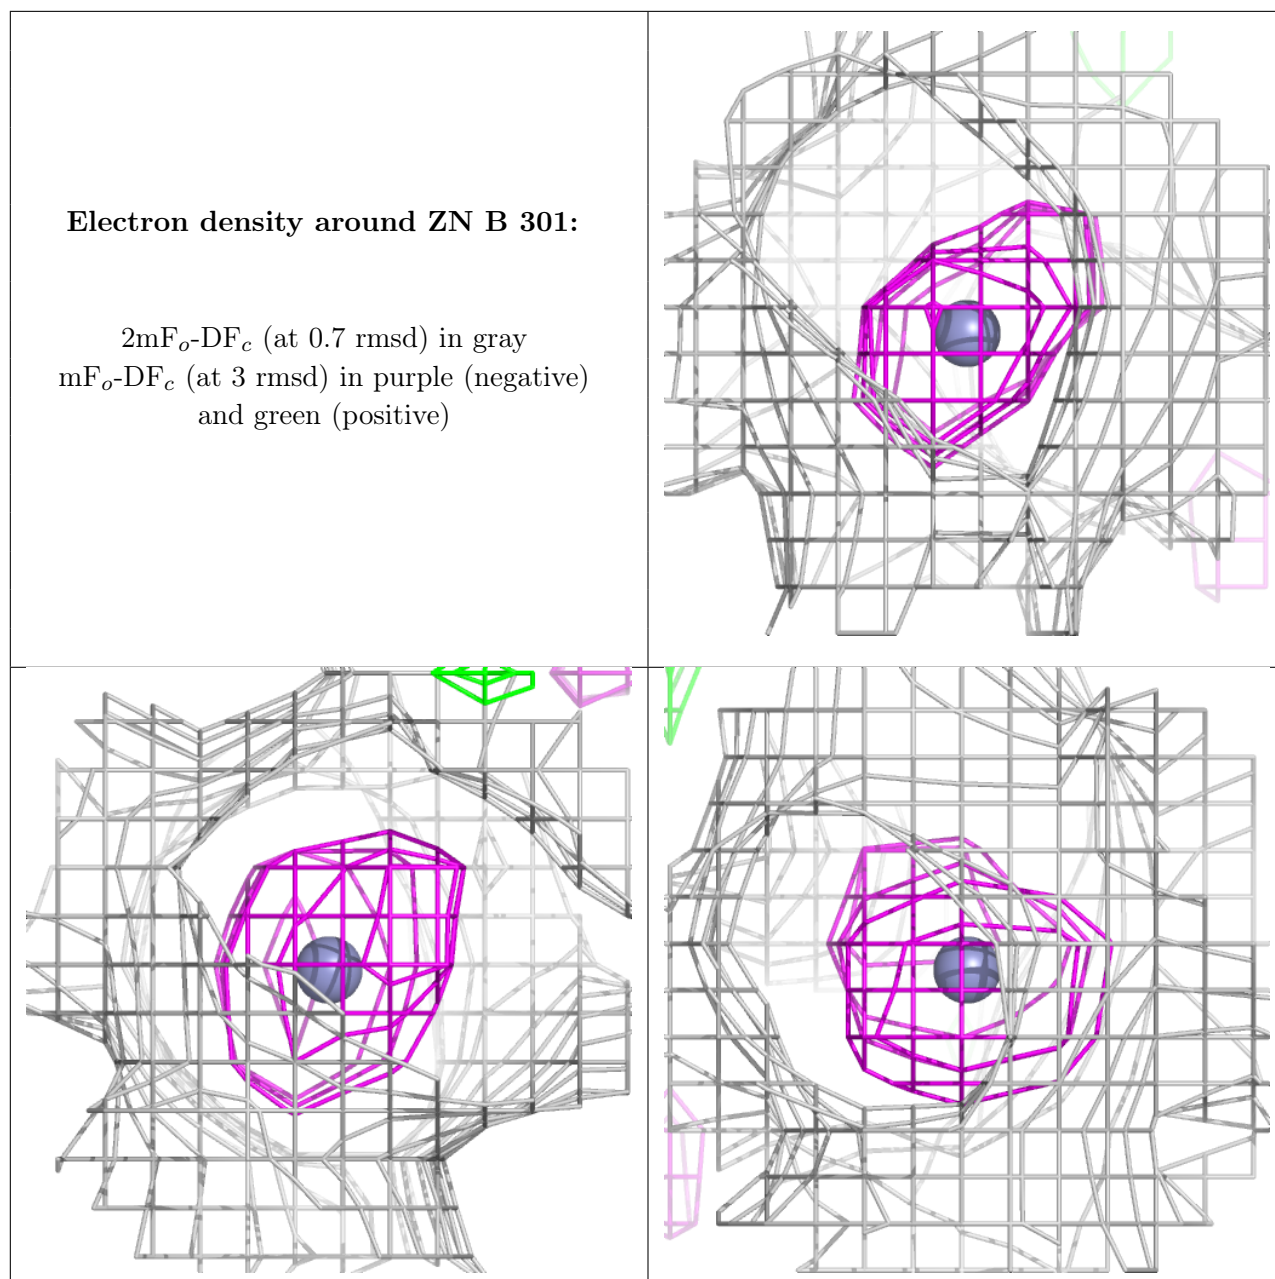 Electron density around ZN B 301:
2mFo-DFc (at 0.7 rmsd) in gray
mFo-DFc (at 3 rmsd) in purple (negative)
and green (positive)